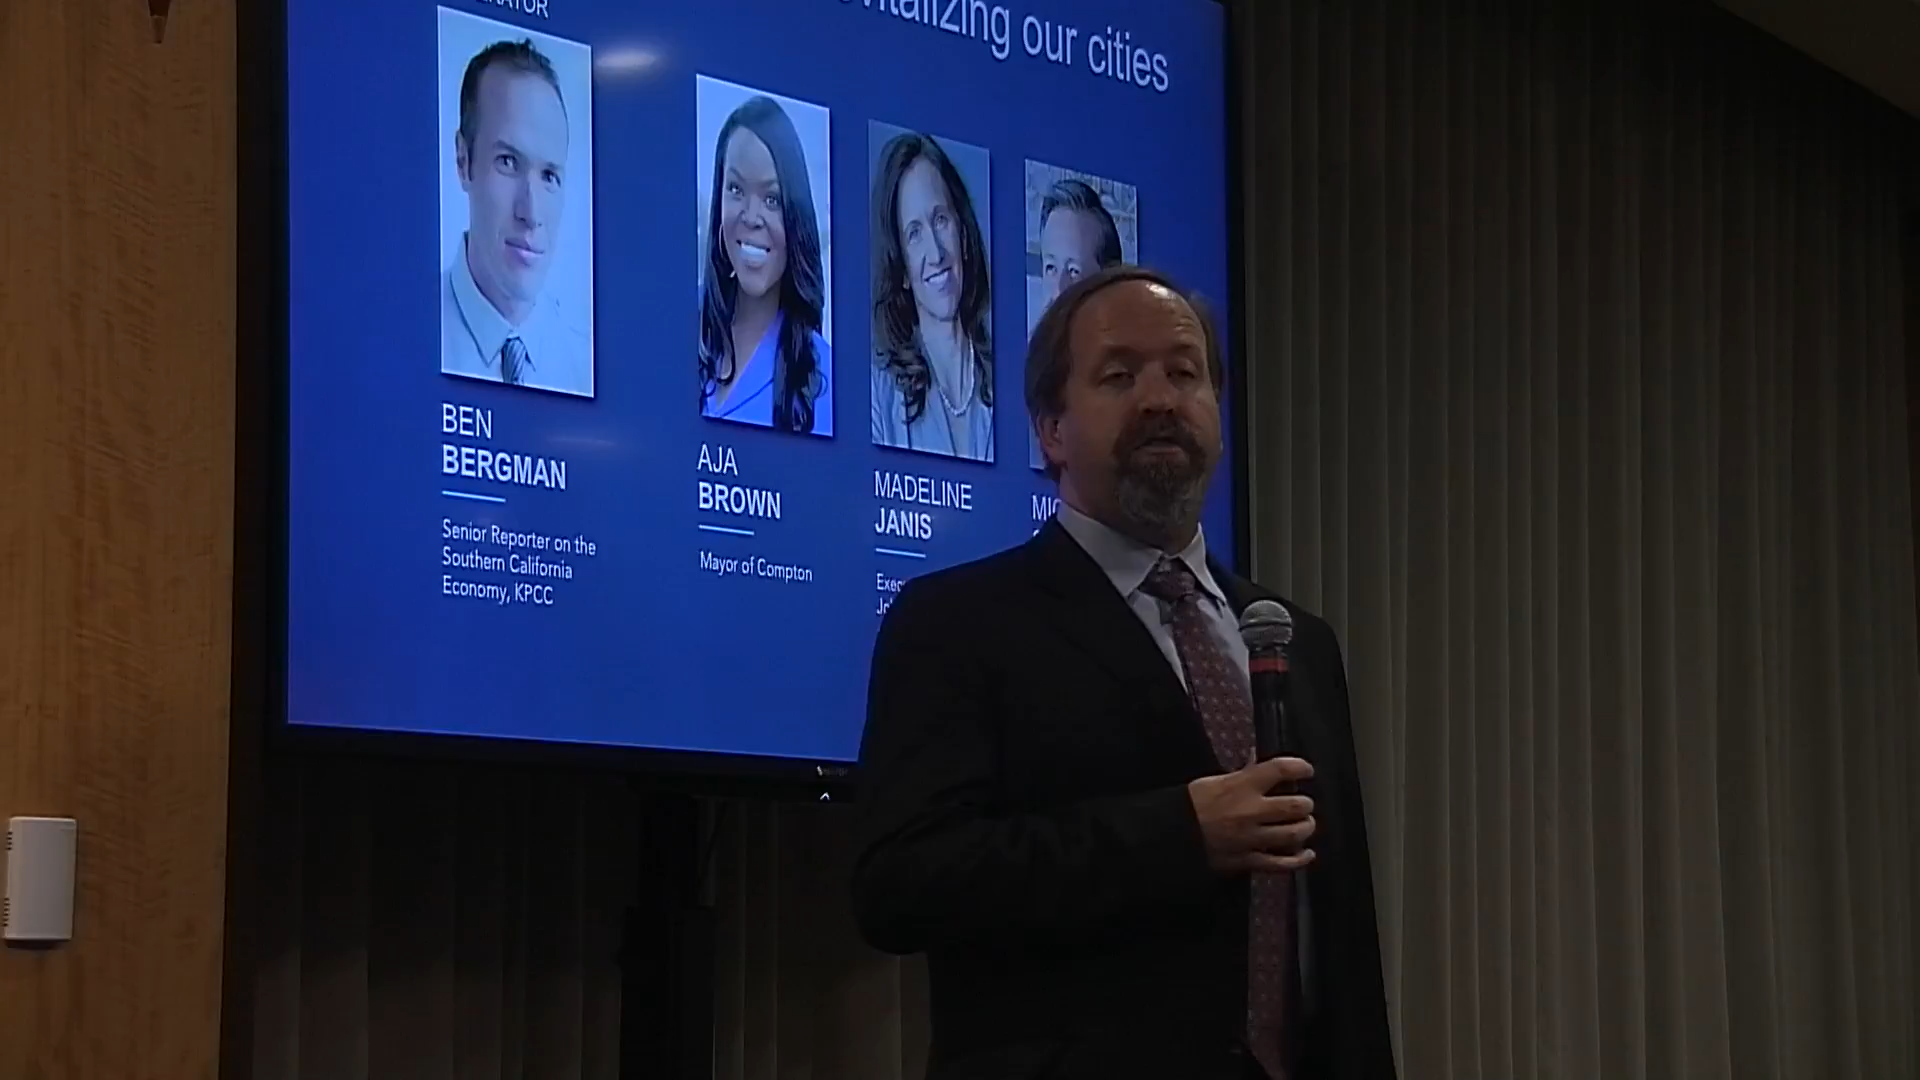 revitalizing our cities
BEN
BERGMAN
Senior Reporter on the
Southern California
Economy, KPCC
AJA
BROWN
Mayor of Compton
MADELINE
JANIS